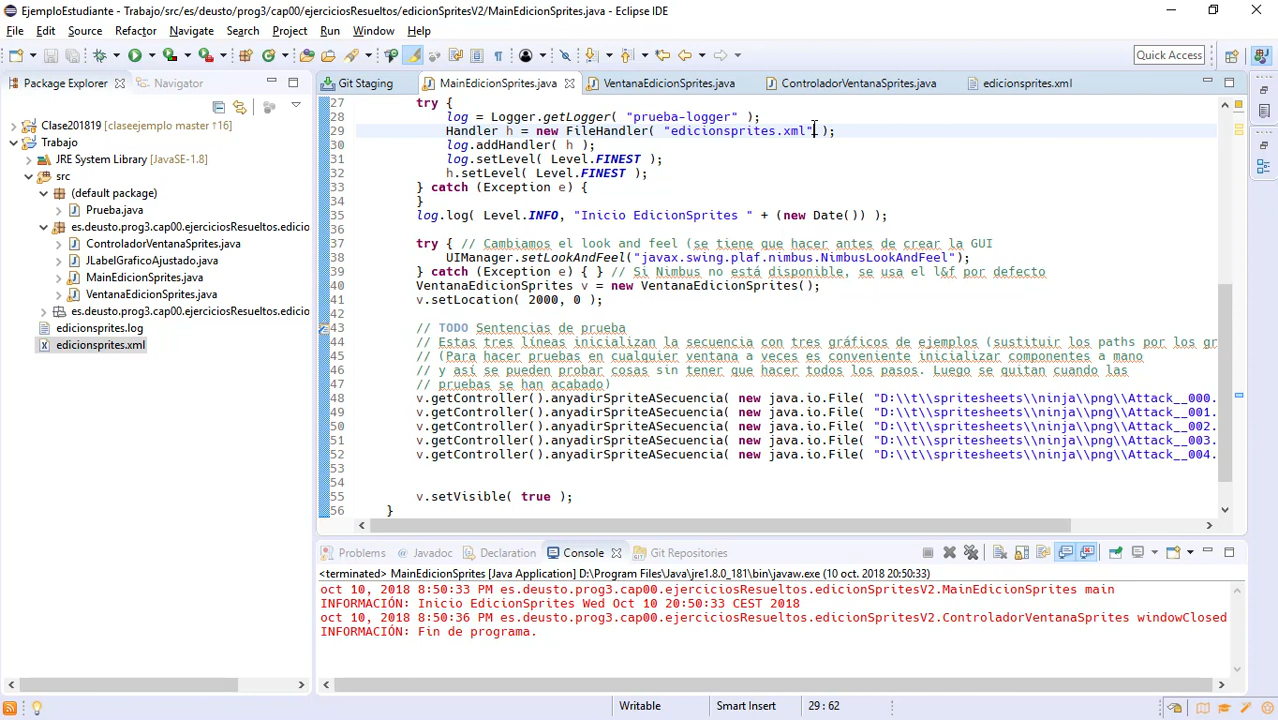 EjemploEstudiante - Trabajo/src/es/deusto/prog3/cap00/ejerciciosResueltos/edicionSpritesV2/MainEdicionSprites.java - Eclipse IDE
File Edit Source Refactor Navigate Search Project Run Window Help
Quick Access
Package Explorer Navigator
Git Staging MainEdicionSprites.java VentanaEdicionSprites.java ControladorVentanaSprites.java edicionsprites.xml
Clase201819 (claseejemplo master ↑16]
Trabajo
JRE System Library [JavaSE-1.8]
src
(default package)
Prueba.java
es.deusto.prog3.cap00.ejerciciosResueltos.edicio
ControladorVentanaSprites.java
JLabelGraficoAjustado.java
MainEdicionSprites.java
VentanaEdicionSprites.java
es.deusto.prog3.cap00.ejerciciosResueltos.edicio
edicionsprites.log
edicionsprites.xml
27 try {
28 log = Logger.getLogger( "prueba-logger" );
29 Handler h = new FileHandler( "edicionsprites.xml" );
30 log.addHandler( h );
31 log.setLevel( Level.FINEST );
32 h.setLevel( Level.FINEST );
33 } catch (Exception e) {
34 }
35 log.log( Level.INFO, "Inicio EdicionSprites " + (new Date()) );
36
37 try { // Cambiamos el look and feel (se tiene que hacer antes de crear la GUI
38 UIManager.setLookAndFeel("javax.swing.plaf.nimbus.NimbusLookAndFeel");
39 } catch (Exception e) { } // Si Nimbus no está disponible, se usa el l&f por defecto
40 VentanaEdicionSprites v = new VentanaEdicionSprites();
41 v.setLocation( 2000, 0 );
42
43 // TODO Sentencias de prueba
44 // Estas tres líneas inicializan la secuencia con tres gráficos de ejemplos (sustituir los paths por los gr
45 // (Para hacer pruebas en cualquier ventana a veces es conveniente inicializar componentes a mano
46 // y así se pueden probar cosas sin tener que hacer todos los pasos. Luego se quitan cuando las
47 // pruebas se han acabado)
48 v.getController().anyadirSpriteASecuencia( new java.io.File( "D:\\t\\spritesheets\\ninja\\png\\Attack__000.
49 v.getController().anyadirSpriteASecuencia( new java.io.File( "D:\\t\\spritesheets\\ninja\\png\\Attack__001.
50 v.getController().anyadirSpriteASecuencia( new java.io.File( "D:\\t\\spritesheets\\ninja\\png\\Attack__002.
51 v.getController().anyadirSpriteASecuencia( new java.io.File( "D:\\t\\spritesheets\\ninja\\png\\Attack__003.
52 v.getController().anyadirSpriteASecuencia( new java.io.File( "D:\\t\\spritesheets\\ninja\\png\\Attack__004.
53
54
55 v.setVisible( true );
56 }
Problems Javadoc Declaration Console Git Repositories
<terminated> MainEdicionSprites [Java Application] D:\Program Files\Java\jre1.8.0_181\bin\javaw.exe (10 oct. 2018 20:50:33)
oct 10, 2018 8:50:33 PM es.deusto.prog3.cap00.ejerciciosResueltos.edicionSpritesV2.MainEdicionSprites main
INFORMACIÓN: Inicio EdicionSprites Wed Oct 10 20:50:33 CEST 2018
oct 10, 2018 8:50:36 PM es.deusto.prog3.cap00.ejerciciosResueltos.edicionSpritesV2.ControladorVentanaSprites windowClosed
INFORMACIÓN: Fin de programa.
Writable Smart Insert 29 : 62